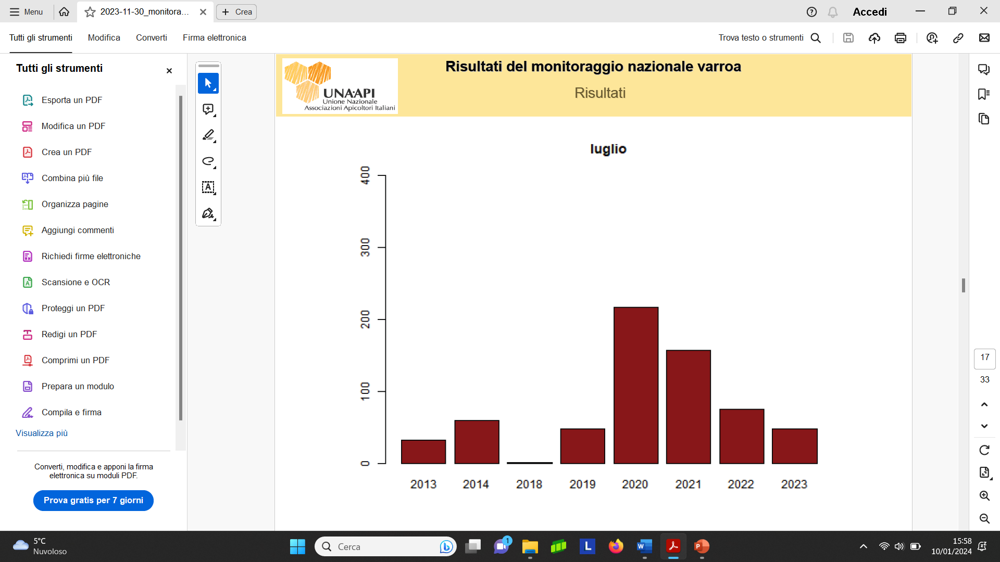 Menu
2023-11-30_monitora...
Crea
Accedi
Tutti gli strumenti
Modifica
Converti
Firma elettronica
Trova testo o strumenti
Tutti gli strumenti
Esporta un PDF
Modifica un PDF
Crea un PDF
Combina più file
Organizza pagine
Aggiungi commenti
Richiedi firme elettroniche
Scansione e OCR
Proteggi un PDF
Redigi un PDF
Comprimi un PDF
Prepara un modulo
Compila e firma
Visualizza più
Converti, modifica e apponi la firma
elettronica su moduli PDF.
Prova gratis per 7 giorni
UNA·API
Unione Nazionale
Associazioni Apicoltori Italiani
Risultati del monitoraggio nazionale varroa
Risultati
luglio
400
300
200
100
0
2013 2014 2018 2019 2020 2021 2022 2023
17
33
5°C
Nuvoloso
Cerca
1
L
W
P
15:58
10/01/2024